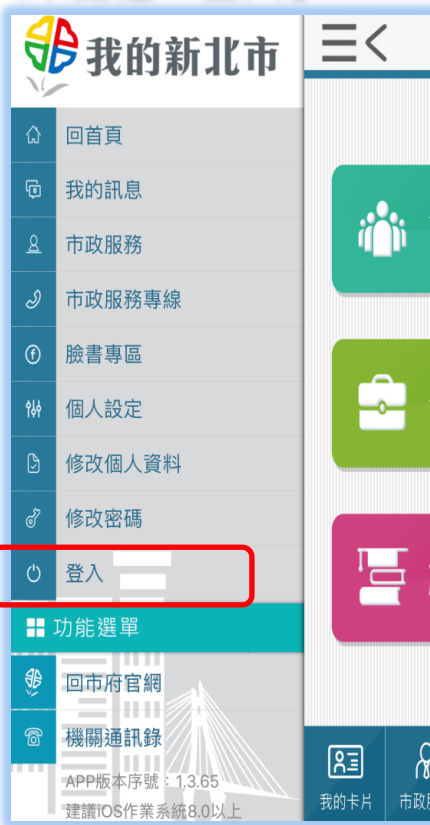 我的新北市
回首頁
我的訊息
市政服務
市政服務專線
臉書專區
個人設定
修改個人資料
修改密碼
登入
功能選單
回市府官網
機關通訊錄
APP版本序號：1.3.65
建議iOS作業系統8.0以上
我的卡片
市政